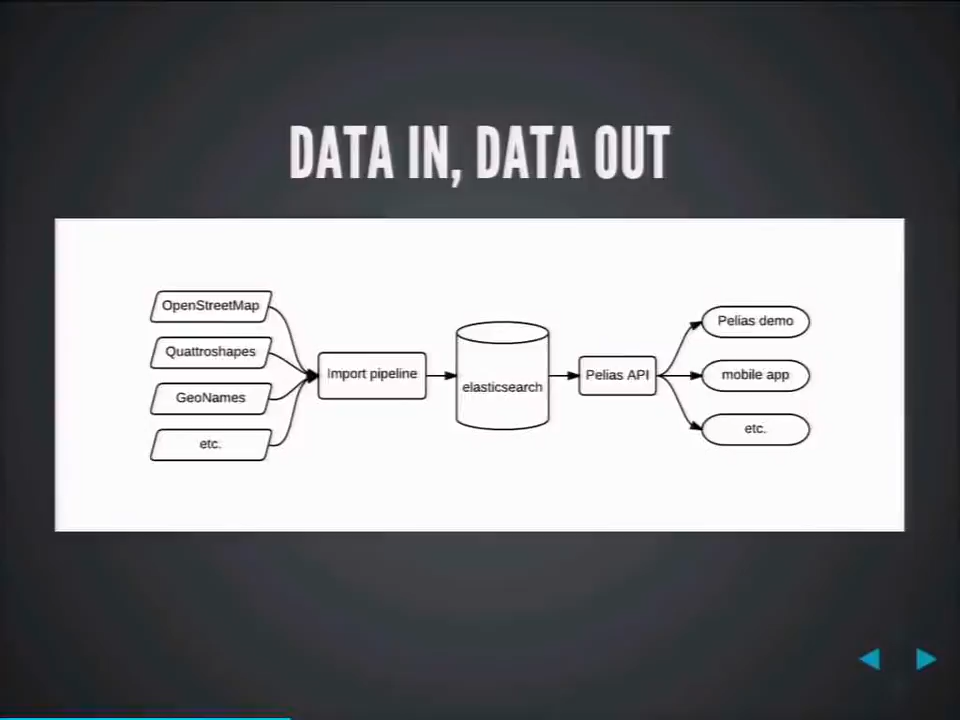 DATA IN, DATA OUT
OpenStreetMap
Quattroshapes
GeoNames
etc.
Import pipeline
elasticsearch
Pelias API
Pelias demo
mobile app
etc.